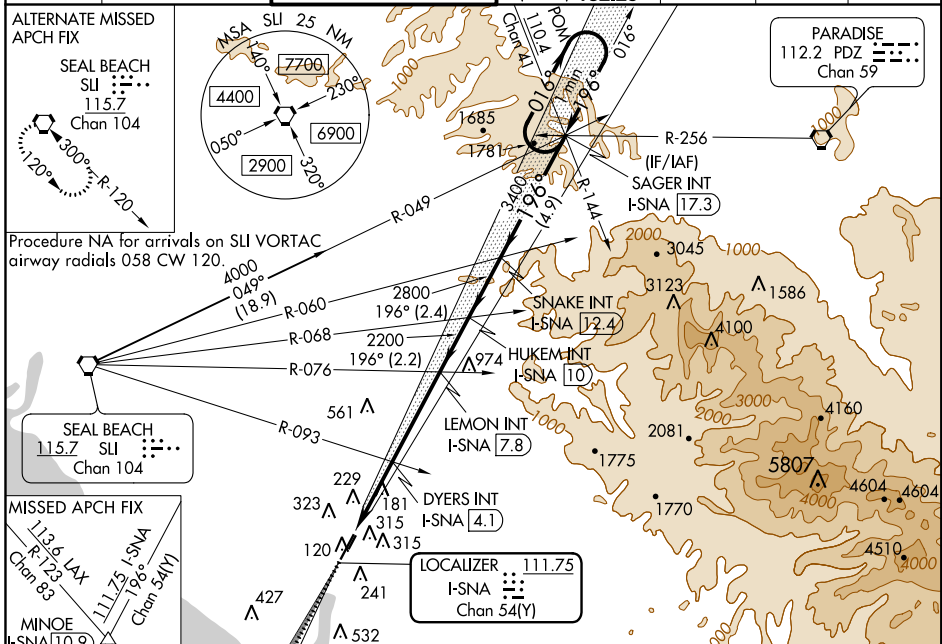 ALTERNATE MISSED
APCH FIX
SEAL BEACH
SLI
115.7
Chan 104
300°
120°
R-120
MSA SLI 25 NM
140°
7700
230°
4400
6900
050°
2900
320°
110.4
Chan 41
POM
016°
016°
1 min
196°
1000
PARADISE
112.2 PDZ
Chan 59
1000
1685
1781
R-256
(IF/IAF)
SAGER INT
I-SNA 17.3
R-144
R-049
3400
196°
(4.9)
Procedure NA for arrivals on SLI VORTAC
airway radials 058 CW 120.
4000
049°
(18.9)
2000
3045
1000
3123
1586
4100
R-060
2800
196° (2.4)
SNAKE INT
I-SNA 12.4
R-068
2200
196° (2.2)
HUKEM INT
I-SNA 10
R-076
974
561
3000
2000
1000
4160
LEMON INT
I-SNA 7.8
2081
1775
SEAL BEACH
115.7 SLI
Chan 104
R-093
5807
4000
4604
4604
229
181
323
DYERS INT
I-SNA 4.1
1770
315
315
120
4510
4000
MISSED APCH FIX
113.6 LAX
R-123
Chan 83
111.75 I-SNA
196°
Chan 54(Y)
MINOE
I-SNA 10.9
LOCALIZER 111.75
I-SNA
Chan 54(Y)
241
427
532